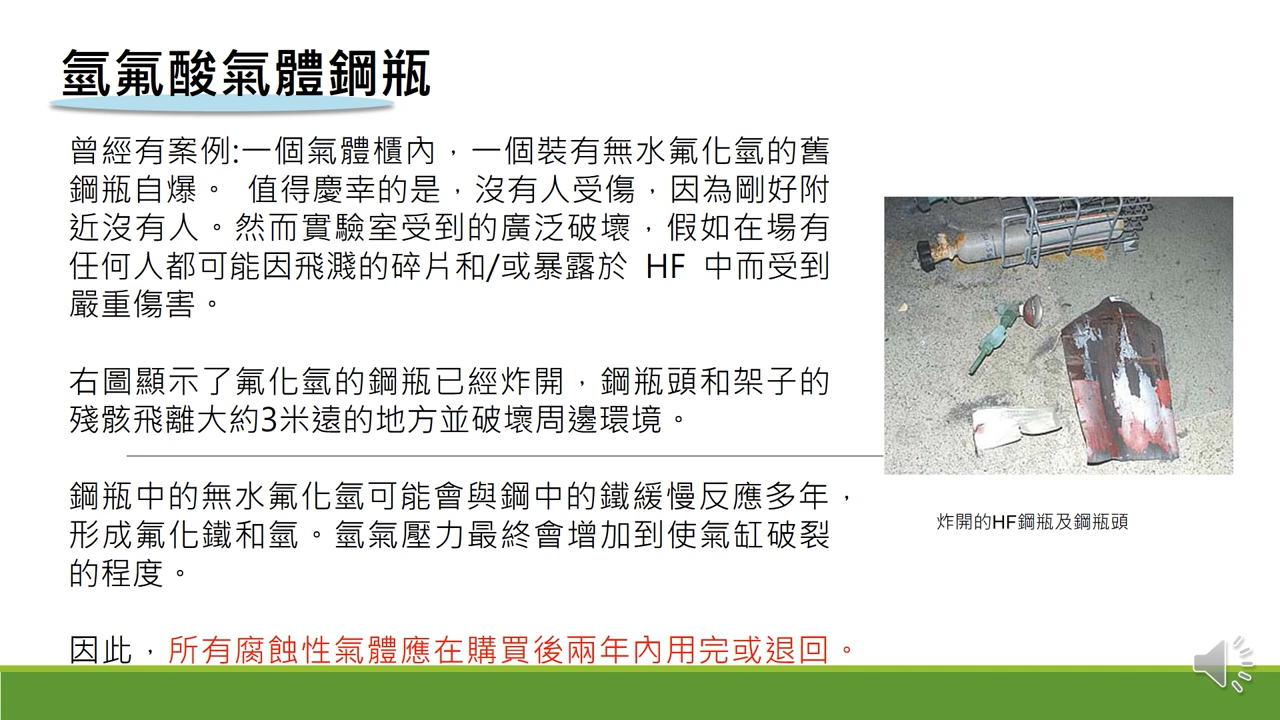 氫氟酸氣體鋼瓶
曾經有案例:一個氣體櫃內，一個裝有無水氟化氫的舊
鋼瓶自爆。 值得慶幸的是，沒有人受傷，因為剛好附
近沒有人。然而實驗室受到的廣泛破壞，假如在場有
任何人都可能因飛濺的碎片和/或暴露於 HF 中而受到
嚴重傷害。
右圖顯示了氟化氫的鋼瓶已經炸開，鋼瓶頭和架子的
殘骸飛離大約3米遠的地方並破壞周邊環境。
鋼瓶中的無水氟化氫可能會與鋼中的鐵緩慢反應多年，
形成氟化鐵和氫。氫氣壓力最終會增加到使氣缸破裂
的程度。
因此，所有腐蝕性氣體應在購買後兩年內用完或退回。
炸開的HF鋼瓶及鋼瓶頭